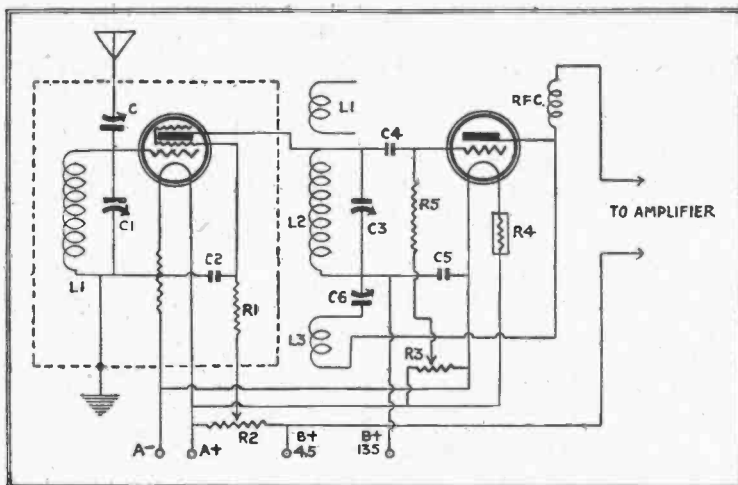 C
L1
RFC.
C4
C1
L2
C3
R5
R4
TO AMPLIFIER
C2
C5
L1
R1
C6
L3
R3
R2
A-
A+
B+
45
B+
135